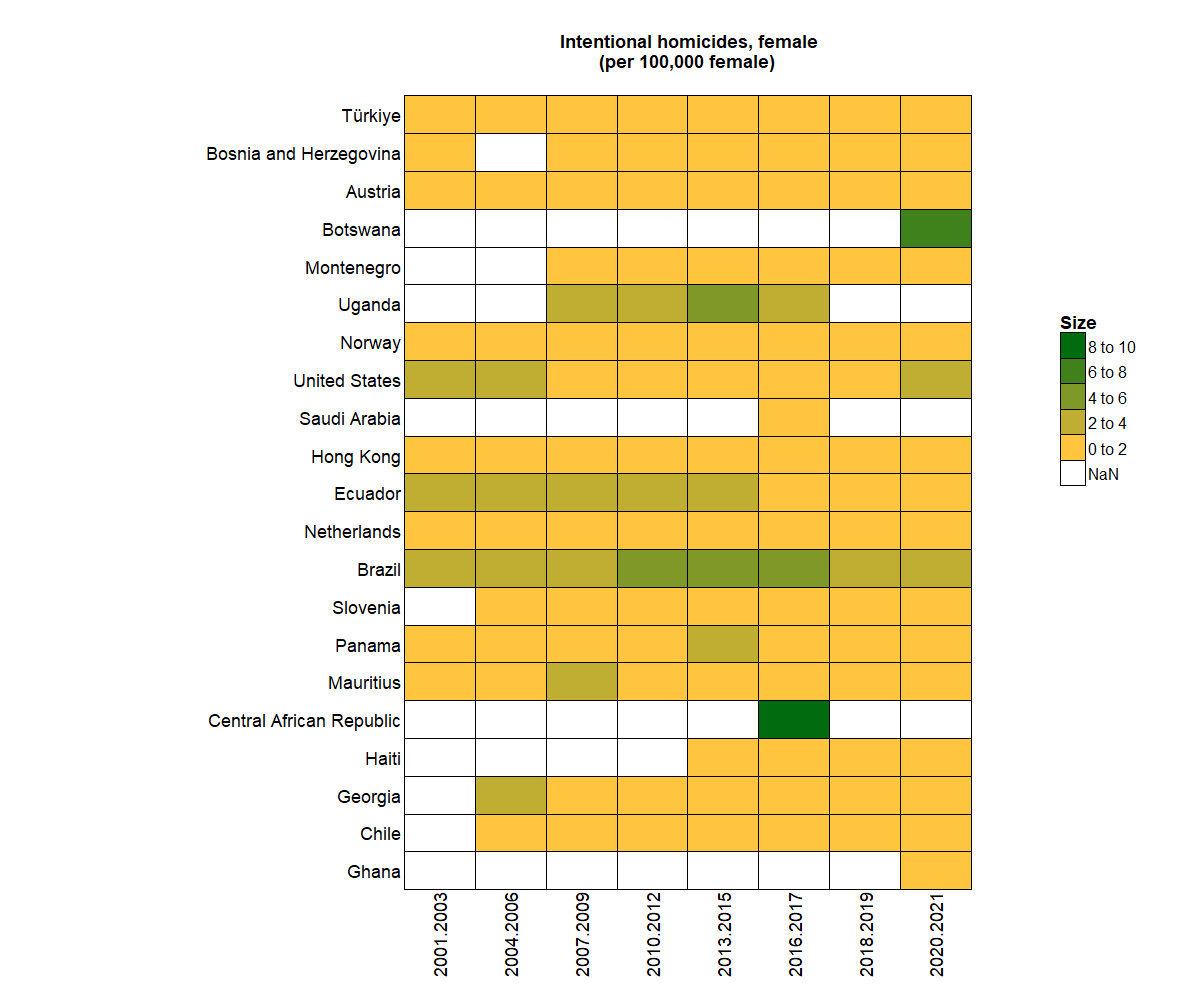 Intentional homicides, female
(per 100,000 female)
Türkiye
Bosnia and Herzegovina
Austria
Botswana
Montenegro
Uganda
Norway
United States
Saudi Arabia
Hong Kong
Ecuador
Netherlands
Brazil
Slovenia
Panama
Mauritius
Central African Republic
Haiti
Georgia
Chile
Ghana
2001.2003
2004.2006
2007.2009
2010.2012
2013.2015
2016.2017
2018.2019
2020.2021
Size
8 to 10
6 to 8
4 to 6
2 to 4
0 to 2
NaN